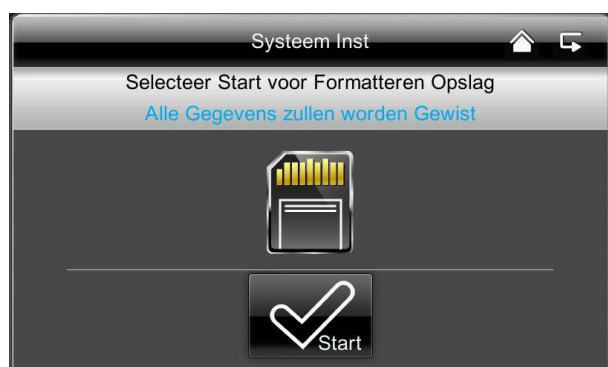 Systeem Inst
Selecteer Start voor Formatteren Opslag
Alle Gegevens zullen worden Gewist
Start